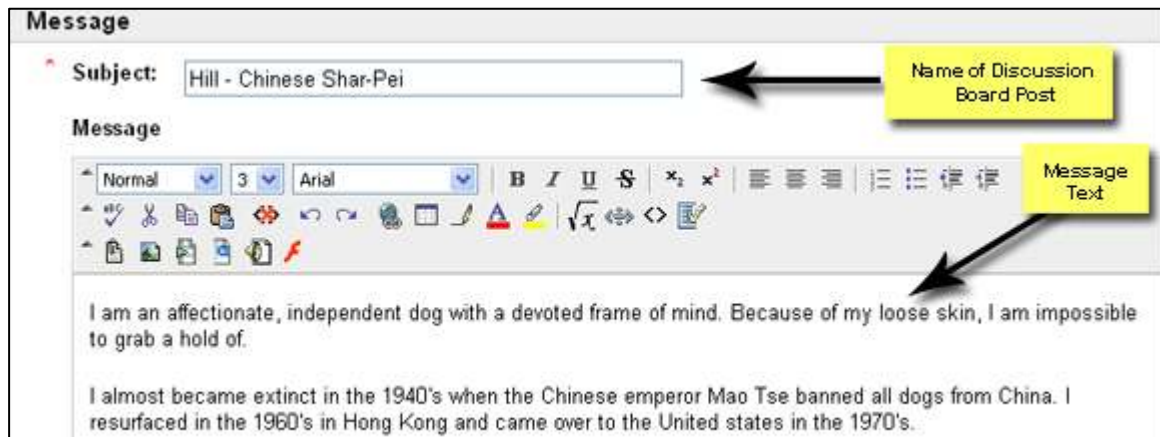 Message
Subject:
Hill - Chinese Shar-Pei
Name of Discussion
Board Post
Message
Normal 3 Arial B I U S x₂ x²
Message
Text
ABC
A √x <>
I am an affectionate, independent dog with a devoted frame of mind. Because of my loose skin, I am impossible
to grab a hold of.
I almost became extinct in the 1940's when the Chinese emperor Mao Tse banned all dogs from China. I
resurfaced in the 1960's in Hong Kong and came over to the United states in the 1970's.